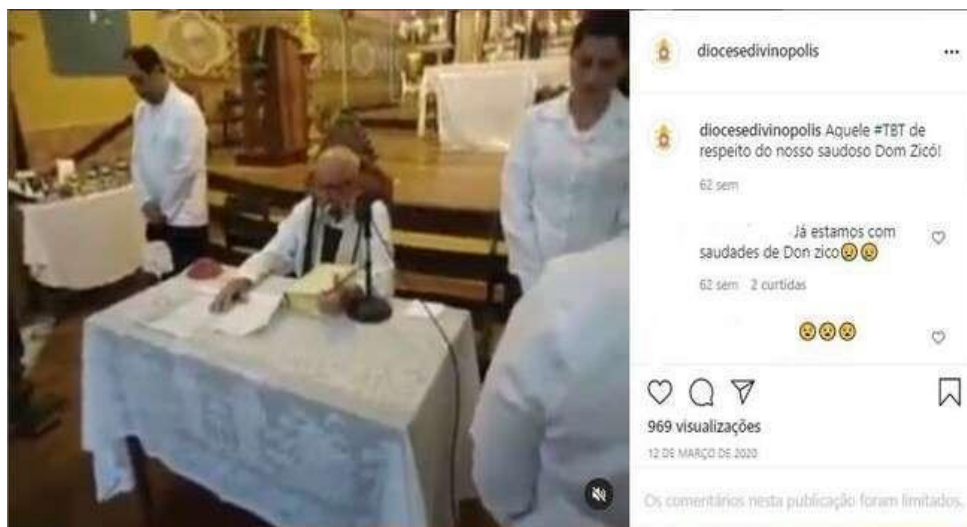 diocesedivinopolis
diocesedivinopolis Aquele #TBT de
respeito do nosso saudoso Dom Zicó!
62 sem
Já estamos com
saudades de Don zico😢😢
62 sem 2 curtidas
😢😢😢
969 visualizações
12 DE MARÇO DE 2020
Os comentários nesta publicação foram limitados.